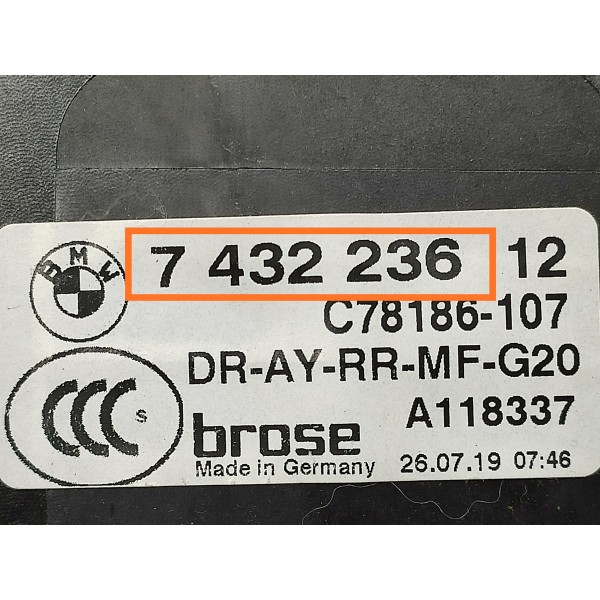 BMW 7 432 236 12
C78186-107
DR-AY-RR-MF-G20
CCC S brose A118337
Made in Germany 26.07.19 07:46